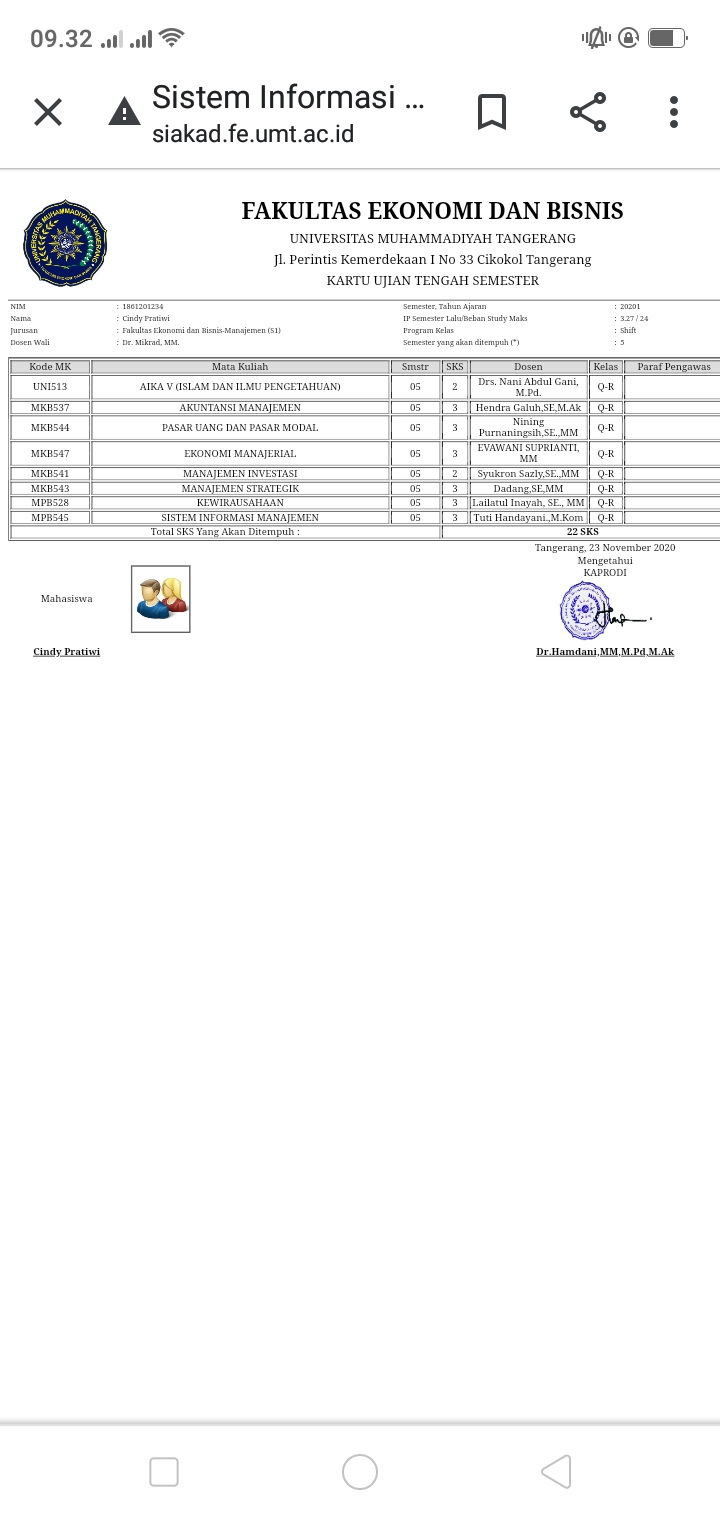 09.32
Sistem Informasi ...
siakad.fe.umt.ac.id
UNIVERSITAS MUHAMMADIYAH TANGERANG
FAKULTAS EKONOMI DAN BISNIS
UNIVERSITAS MUHAMMADIYAH TANGERANG
Jl. Perintis Kemerdekaan I No 33 Cikokol Tangerang
KARTU UJIAN TENGAH SEMESTER
NIM : 1861201234 Semester, Tahun Ajaran : 20201
Nama : Cindy Pratiwi IP Semester Lalu/Beban Study Maks : 3.27 / 24
Jurusan : Fakultas Ekonomi dan Bisnis-Manajemen (S1) Program Kelas : Shift
Dosen Wali : Dr. Mikrad, MM. Semester yang akan ditempuh (*) : 5
Kode MK Mata Kuliah Smstr SKS Dosen Kelas Paraf Pengawas
UNI513 AIKA V (ISLAM DAN ILMU PENGETAHUAN) 05 2 Drs. Nani Abdul Gani, M.Pd. Q-R
MKB537 AKUNTANSI MANAJEMEN 05 3 Hendra Galuh,SE,M.Ak Q-R
MKB544 PASAR UANG DAN PASAR MODAL 05 3 Nining Purnaningsih,SE.,MM Q-R
MKB547 EKONOMI MANAJERIAL 05 3 EVAWANI SUPRIANTI, MM Q-R
MKB541 MANAJEMEN INVESTASI 05 2 Syukron Sazly,SE.,MM Q-R
MKB543 MANAJEMEN STRATEGIK 05 3 Dadang,SE,MM Q-R
MPB528 KEWIRAUSAHAAN 05 3 Lailatul Inayah, SE., MM Q-R
MPB545 SISTEM INFORMASI MANAJEMEN 05 3 Tuti Handayani.,M.Kom Q-R
Total SKS Yang Akan Ditempuh : 22 SKS
Tangerang, 23 November 2020
Mengetahui
KAPRODI
Mahasiswa
Cindy Pratiwi Dr.Hamdani,MM,M.Pd,M.Ak